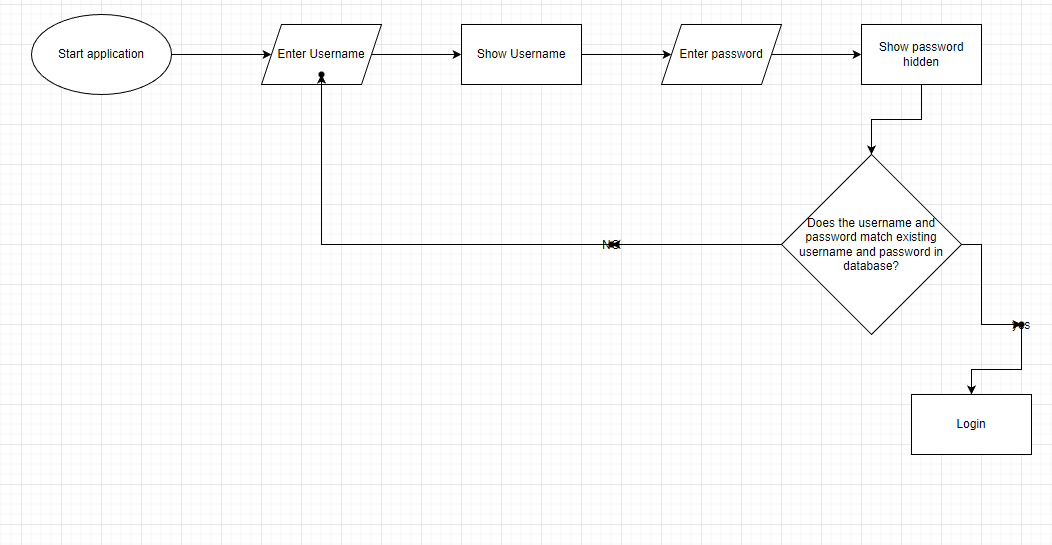 Start application
Enter Username
Show Username
Enter password
Show password
hidden
Does the username and
password match existing
username and password in
database?
NO
yes
Login